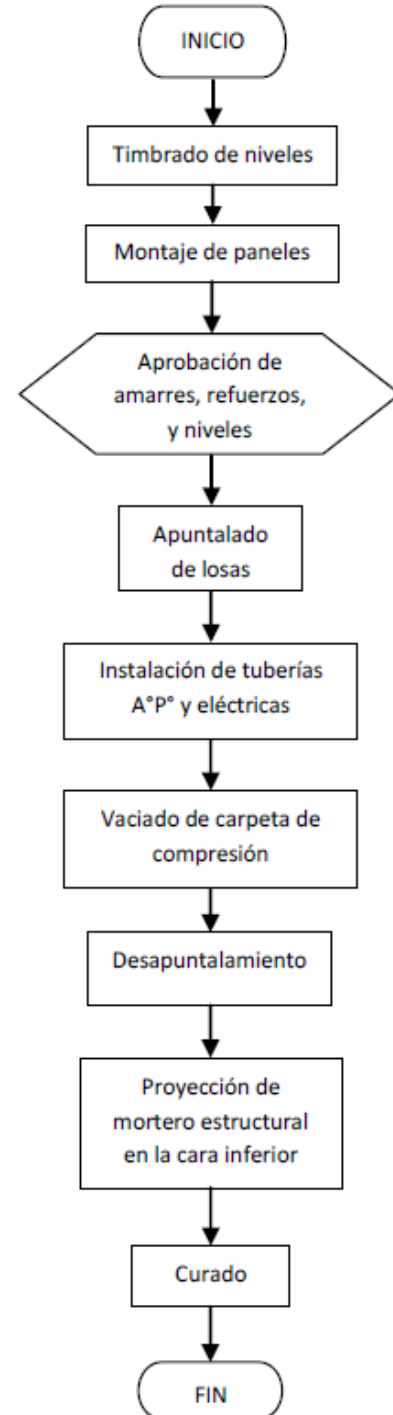 INICIO
Timbrado de niveles
Montaje de paneles
Aprobación de
amarres, refuerzos,
y niveles
Apuntalado
de losas
Instalación de tuberías
A°P° y eléctricas
Vaciado de carpeta de
compresión
Desapuntalamiento
Proyección de
mortero estructural
en la cara inferior
Curado
FIN